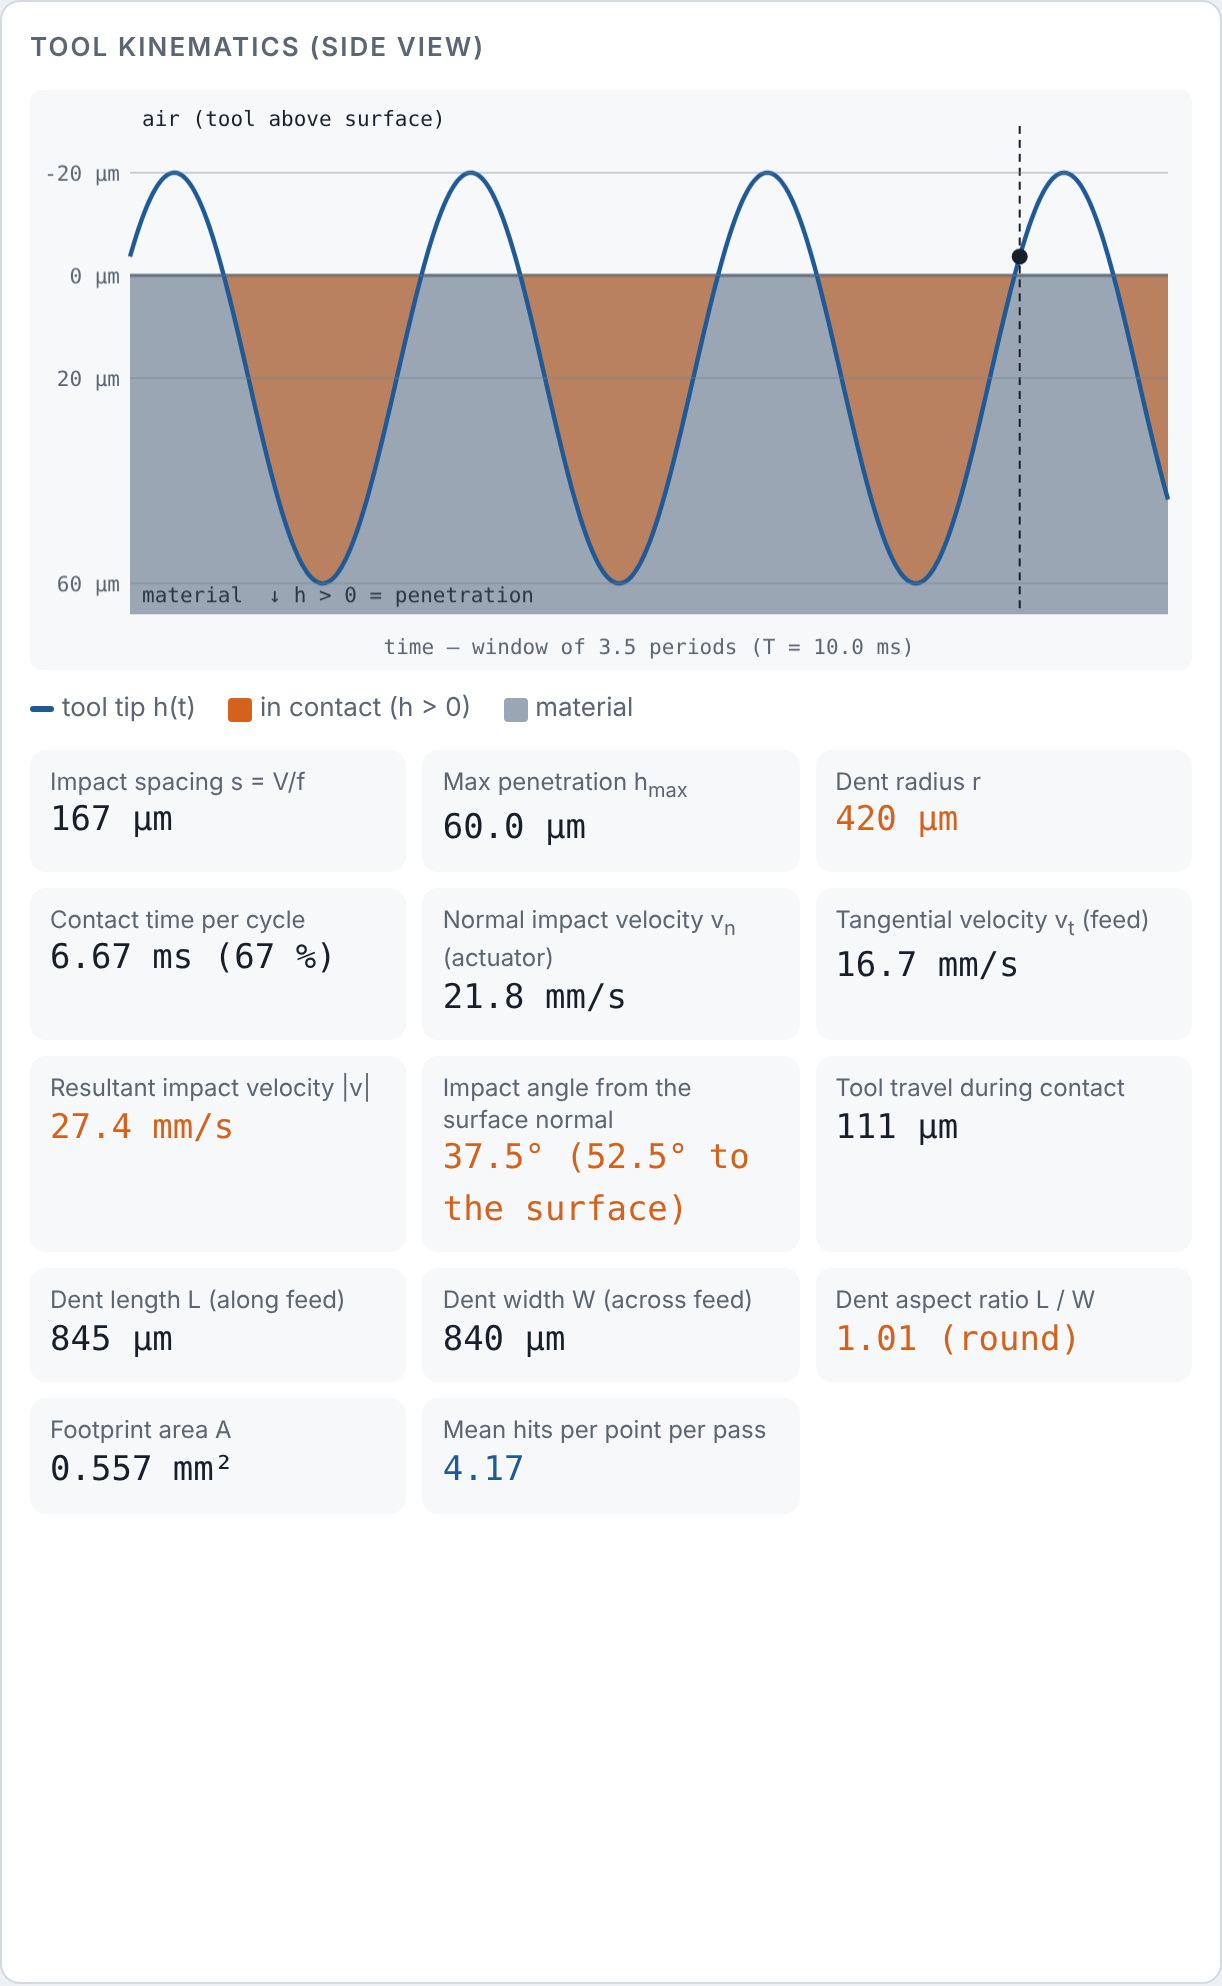 TOOL KINEMATICS (SIDE VIEW)
air (tool above surface)
-20 µm
0 µm
20 µm
60 µm
material ↓ h > 0 = penetration
time — window of 3.5 periods (T = 10.0 ms)
tool tip h(t)
in contact (h > 0)
material
Impact spacing s = V/f
167 µm
Max penetration hmax
60.0 µm
Dent radius r
420 µm
Contact time per cycle
6.67 ms (67 %)
Normal impact velocity vn
(actuator)
21.8 mm/s
Tangential velocity vt (feed)
16.7 mm/s
Resultant impact velocity |v|
27.4 mm/s
Impact angle from the
surface normal
37.5° (52.5° to
the surface)
Tool travel during contact
111 µm
Dent length L (along feed)
845 µm
Dent width W (across feed)
840 µm
Dent aspect ratio L / W
1.01 (round)
Footprint area A
0.557 mm²
Mean hits per point per pass
4.17